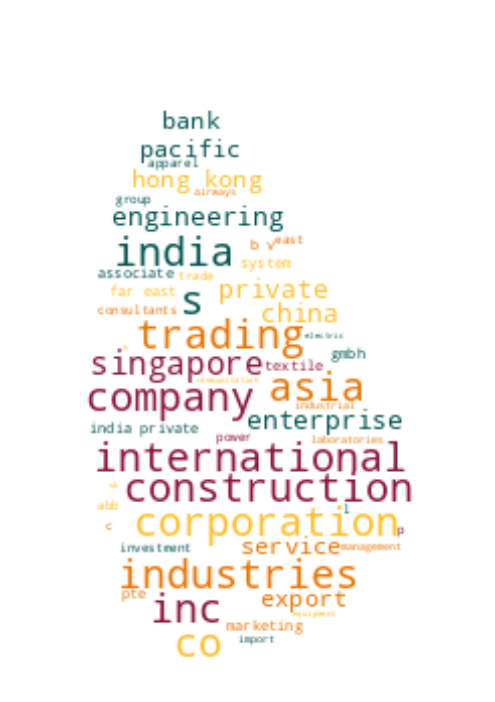 bank
pacific
apparel
hong kong
airways
group
engineering
india
b v east
associate trade system
far east s private
consultants china
trading electric
singapore textile gmbh
communication
company asia
industrial
india private enterprise
power laboratories
international
construction
abb
corporation l
c p
investment service management
industries
pte export
inc equipment
marketing
co import